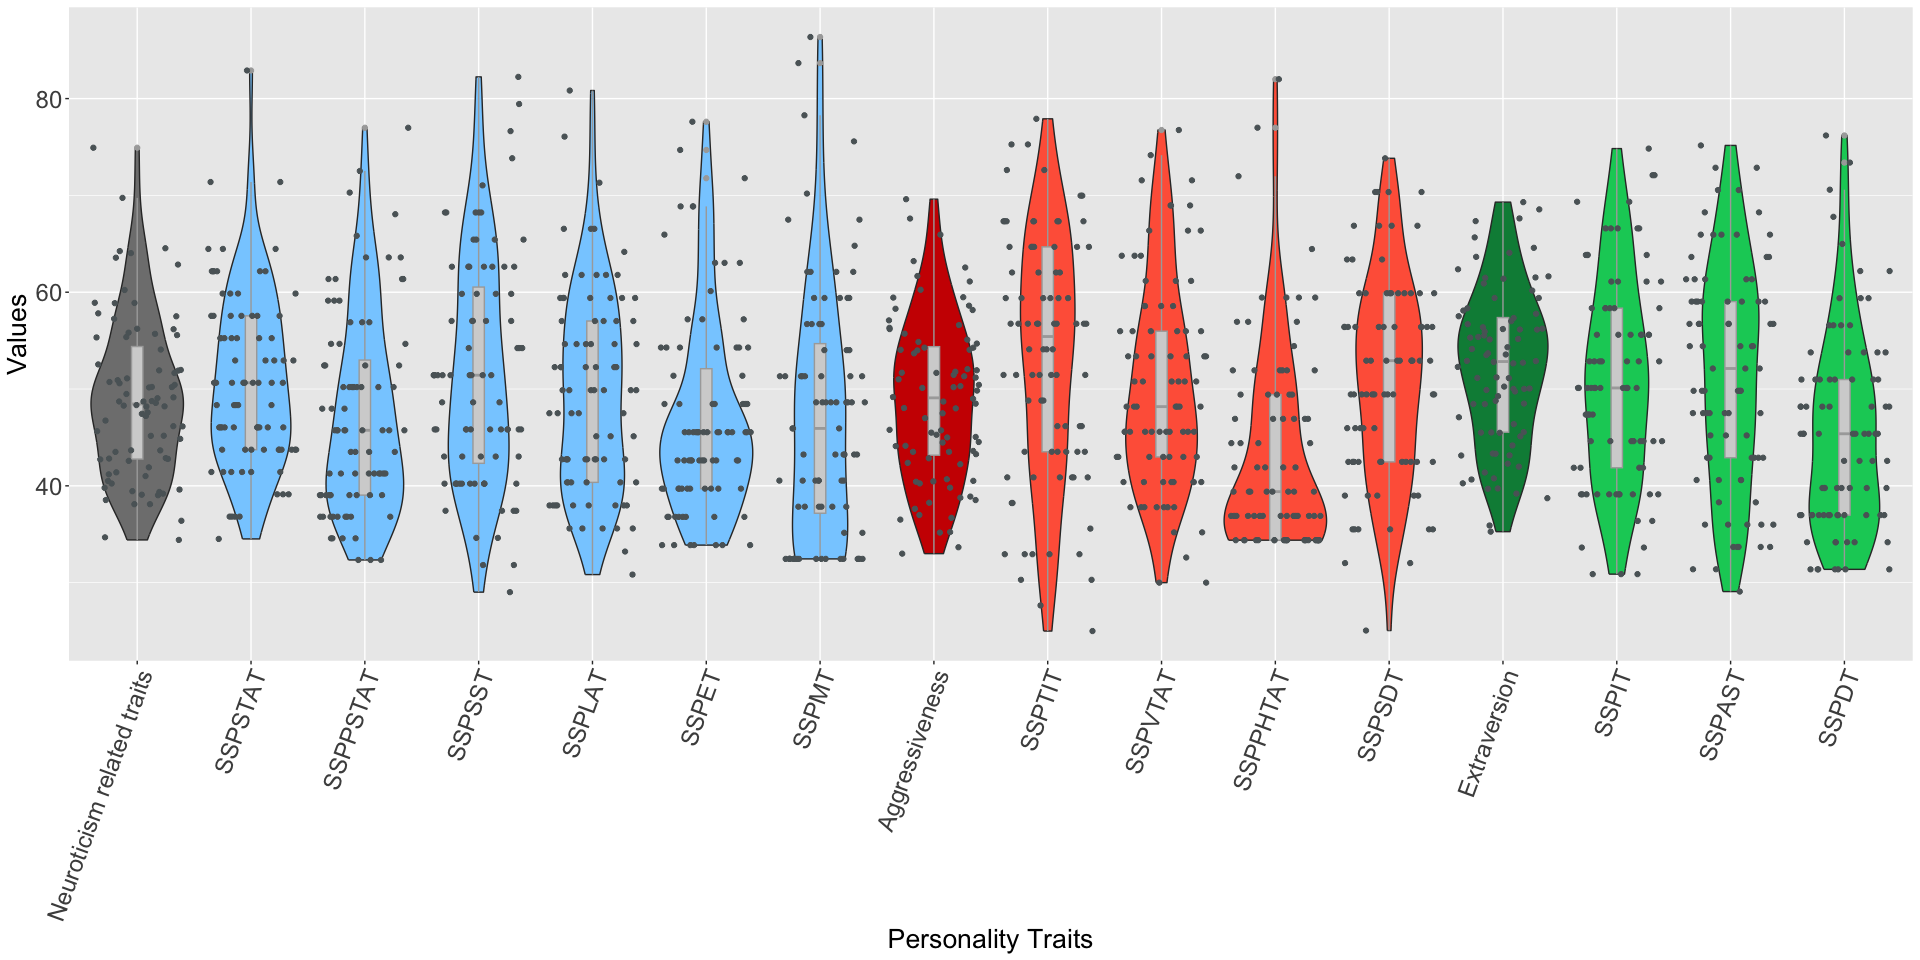 Values
80
60
40
Neuroticism related traits
SSPSTAT
SSPPSTAT
SSPSST
SSPLAT
SSPET
SSPMT
Aggressiveness
SSPTIT
SSPVTAT
SSPPHTAT
SSPSDT
Extraversion
SSPIT
SSPAST
SSPDT
Personality Traits